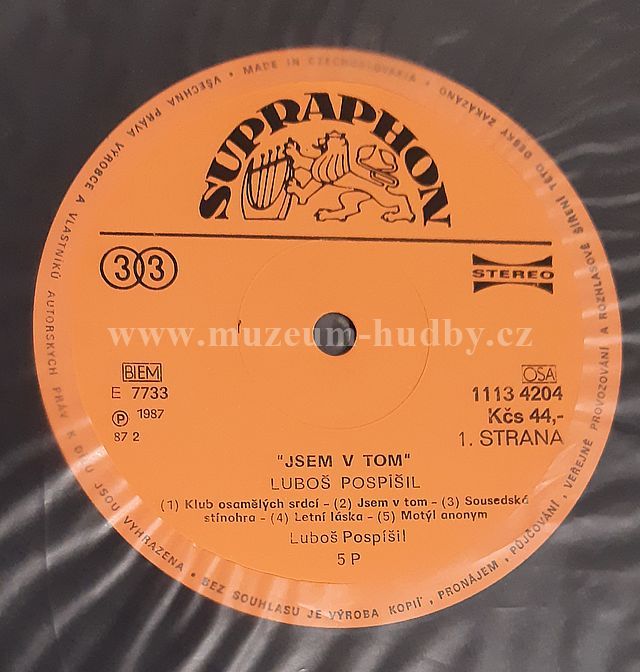 • MADE IN CZECHOSLOVAKIA •
VŠECHNA PRÁVA VÝROBCE A VLASTNÍKŮ AUTORSKÝCH PRÁV K DÍLU JSOU VYHRAZENA • BEZ SOUHLASU JE VÝROBA KOPIÍ, PRONÁJEM, PŮJČOVÁNÍ, VEŘEJNÉ PROVOZOVÁNÍ A ROZHLASOVÉ ŠÍŘENÍ TÉTO DESKY ZAKÁZÁNO
SUPRAPHON
33
STEREO
www.muzeum-hudby.cz
BIEM
OSA
E 7733
1113 4204
Ⓟ 1987
Kčs 44,-
87 2
1. STRANA
"JSEM V TOM"
LUBOŠ POSPÍŠIL
(1) Klub osamělých srdcí – (2) Jsem v tom – (3) Sousedská
stínohra – (4) Letní láska – (5) Motýl anonym
Luboš Pospíšil
5 P